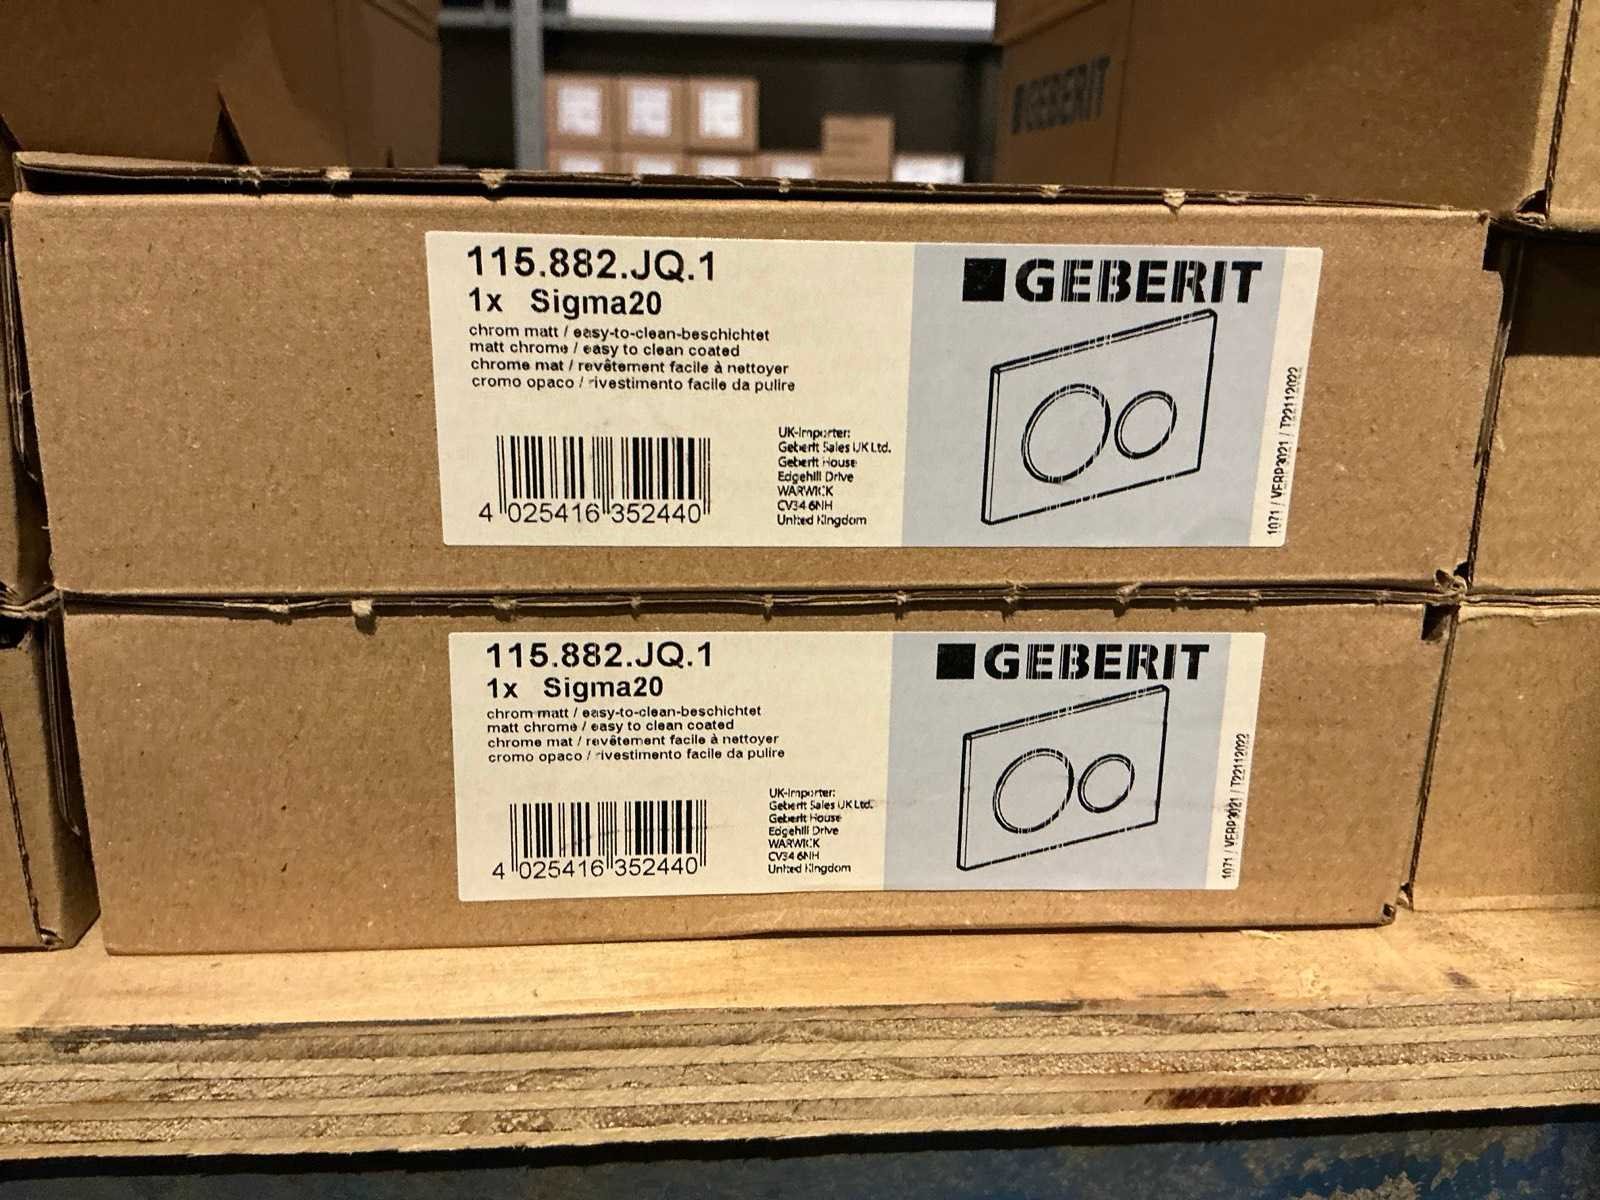 GEBERIT
115.882.JQ.1
1x Sigma20
chrom matt / easy-to-clean-beschichtet
matt chrome / easy to clean coated
chrome mat / revêtement facile à nettoyer
cromo opaco / rivestimento facile da pulire
4 025416 352440
UK-Importer:
Geberit Sales UK Ltd.
Geberit House
Edgehill Drive
WARWICK
CV34 6NH
United Kingdom
GEBERIT
1071 / VERP3021 / T22112022
115.882.JQ.1
1x Sigma20
chrom matt / easy-to-clean-beschichtet
matt chrome / easy to clean coated
chrome mat / revêtement facile à nettoyer
cromo opaco / rivestimento facile da pulire
4 025416 352440
UK-Importer:
Geberit Sales UK Ltd.
Geberit House
Edgehill Drive
WARWICK
CV34 6NH
United Kingdom
GEBERIT
1071 / VERP3021 / T22112022